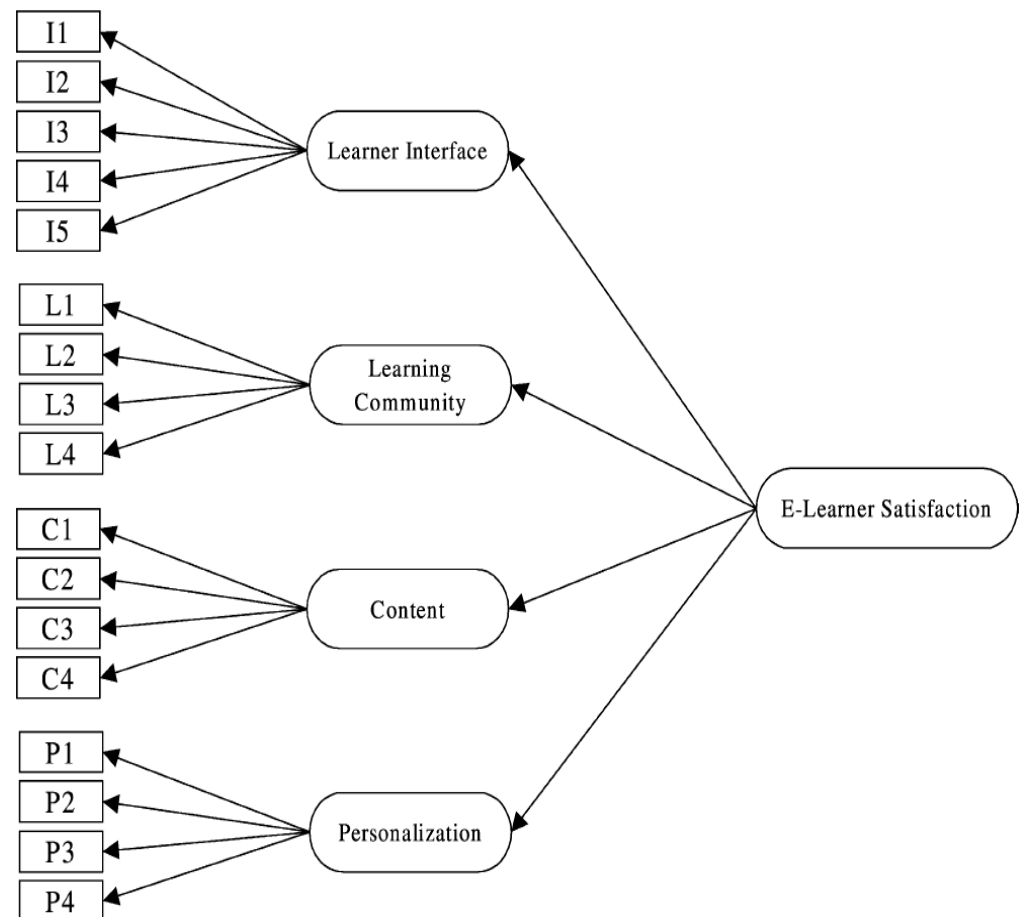 I1
I2
I3
I4
I5
Learner Interface
L1
L2
L3
L4
Learning
Community
E-Learner Satisfaction
C1
C2
C3
C4
Content
P1
P2
P3
P4
Personalization